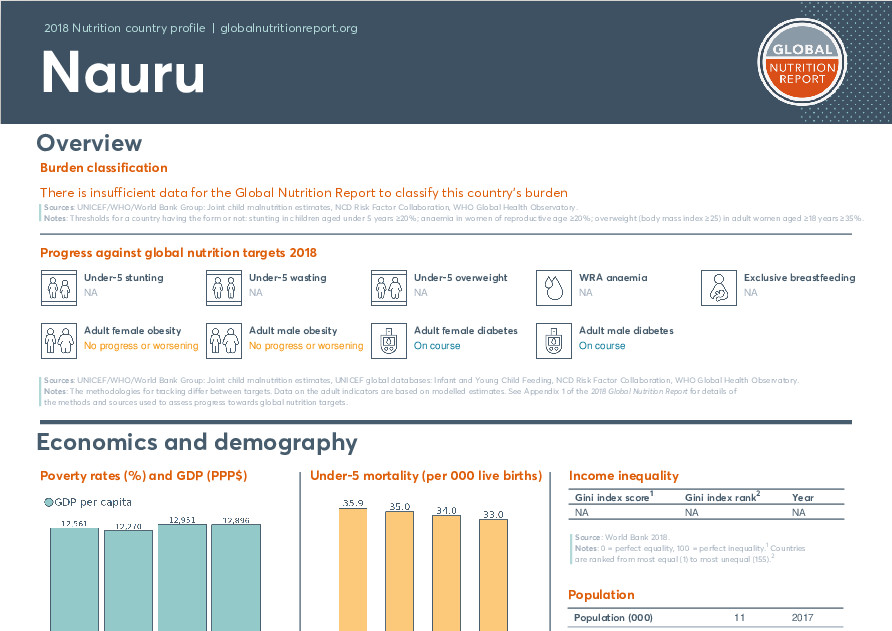 2018 Nutrition country profile | globalnutritionreport.org
Nauru
GLOBAL
NUTRITION
REPORT
Overview
Burden classification
There is insufficient data for the Global Nutrition Report to classify this country's burden
Sources: UNICEF/WHO/World Bank Group: Joint child malnutrition estimates, NCD Risk Factor Collaboration, WHO Global Health Observatory.
Notes: Thresholds for a country having the form or not: stunting in children aged under 5 years ≥20%; anaemia in women of reproductive age ≥20%; overweight (body mass index ≥25) in adult women aged ≥18 years ≥35%.
Progress against global nutrition targets 2018
Under-5 stunting
NA
Under-5 wasting
NA
Under-5 overweight
NA
WRA anaemia
NA
Exclusive breastfeeding
NA
Adult female obesity
No progress or worsening
Adult male obesity
No progress or worsening
Adult female diabetes
On course
Adult male diabetes
On course
Sources: UNICEF/WHO/World Bank Group: Joint child malnutrition estimates, UNICEF global databases: Infant and Young Child Feeding, NCD Risk Factor Collaboration, WHO Global Health Observatory.
Notes: The methodologies for tracking differ between targets. Data on the adult indicators are based on modelled estimates. See Appendix 1 of the 2018 Global Nutrition Report for details of
the methods and sources used to assess progress towards global nutrition targets.
Economics and demography
Poverty rates (%) and GDP (PPP$)
GDP per capita
12,561 12,270 12,951 12,896
Under-5 mortality (per 000 live births)
35.9 35.0 34.0 33.0
Income inequality
Gini index score1 Gini index rank2 Year
NA NA NA
Source: World Bank 2018.
Notes: 0 = perfect equality, 100 = perfect inequality.1 Countries
are ranked from most equal (1) to most unequal (155).2
Population
Population (000) 11 2017